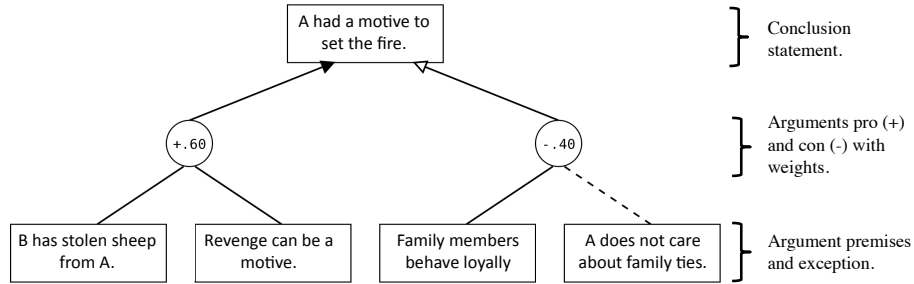 A had a motive to
set the fire.
Conclusion
statement.
+.60
-.40
Arguments pro (+)
and con (-) with
weights.
B has stolen sheep
from A.
Revenge can be a
motive.
Family members
behave loyally
A does not care
about family ties.
Argument premises
and exception.